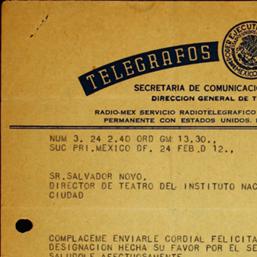 TELEGRAFOS
SECRETARIA DE COMUNICAC
DIRECCION GENERAL DE T
RADIO-MEX SERVICIO RADIOTELEGRAFICO
PERMANENTE CON ESTADOS UNIDOS,
NUM 3. 24 2.40 ORD GM 13.30.,
SUC PRI.MEXICO DF. 24 FEB,D 12.,
SR.SALVADOR NOVO,
DIRECTOR DE TEATRO DEL INSTITUTO NAC
CIUDAD
COMPLACEME ENVIARLE CORDIAL FELICITA
DESIGNACION HECHA SU FAVOR POR EL SE
SALUDOLE AFECTUOSAMENTE